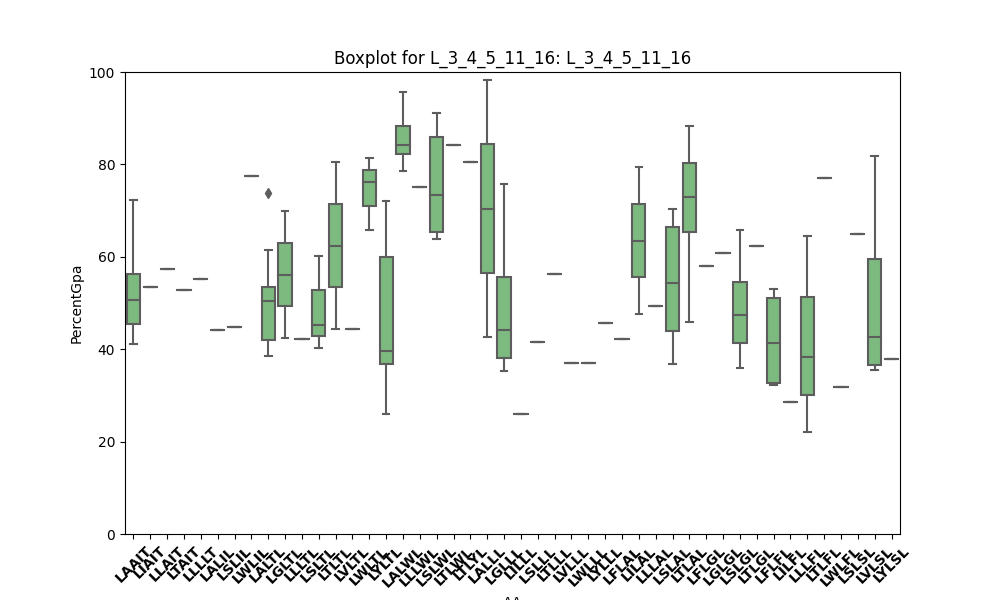 Boxplot for L_3_4_5_11_16: L_3_4_5_11_16
PercentGpa
100
80
60
40
20
0
LAAIT
LIAIT
LLAIT
LTAIT
LLLLT
LALIL
LSLIL
LWLIL
LALTL
LGLTL
LLLTL
LSLTL
LTLTL
LVLTL
LWLTL
LYLTL
LALWL
LLLWL
LSLWL
LTLWL
LTLYL
LALLL
LGLLL
LILLL
LSLLL
LTLLL
LVLLL
LWLLL
LYLLL
LFLAL
LILAL
LLLAL
LSLAL
LTLAL
LFLGL
LGLGL
LSLGL
LTLGL
LFLFL
LILFL
LLLFL
LTLFL
LWLFL
LSLSL
LVLSL
LYLSL